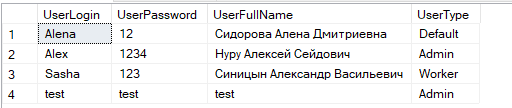 UserLogin UserPassword UserFullName UserType
1 Alena 12 Сидорова Алена Дмитриевна Default
2 Alex 1234 Нуру Алексей Сейдович Admin
3 Sasha 123 Синицын Александр Васильевич Worker
4 test test test Admin